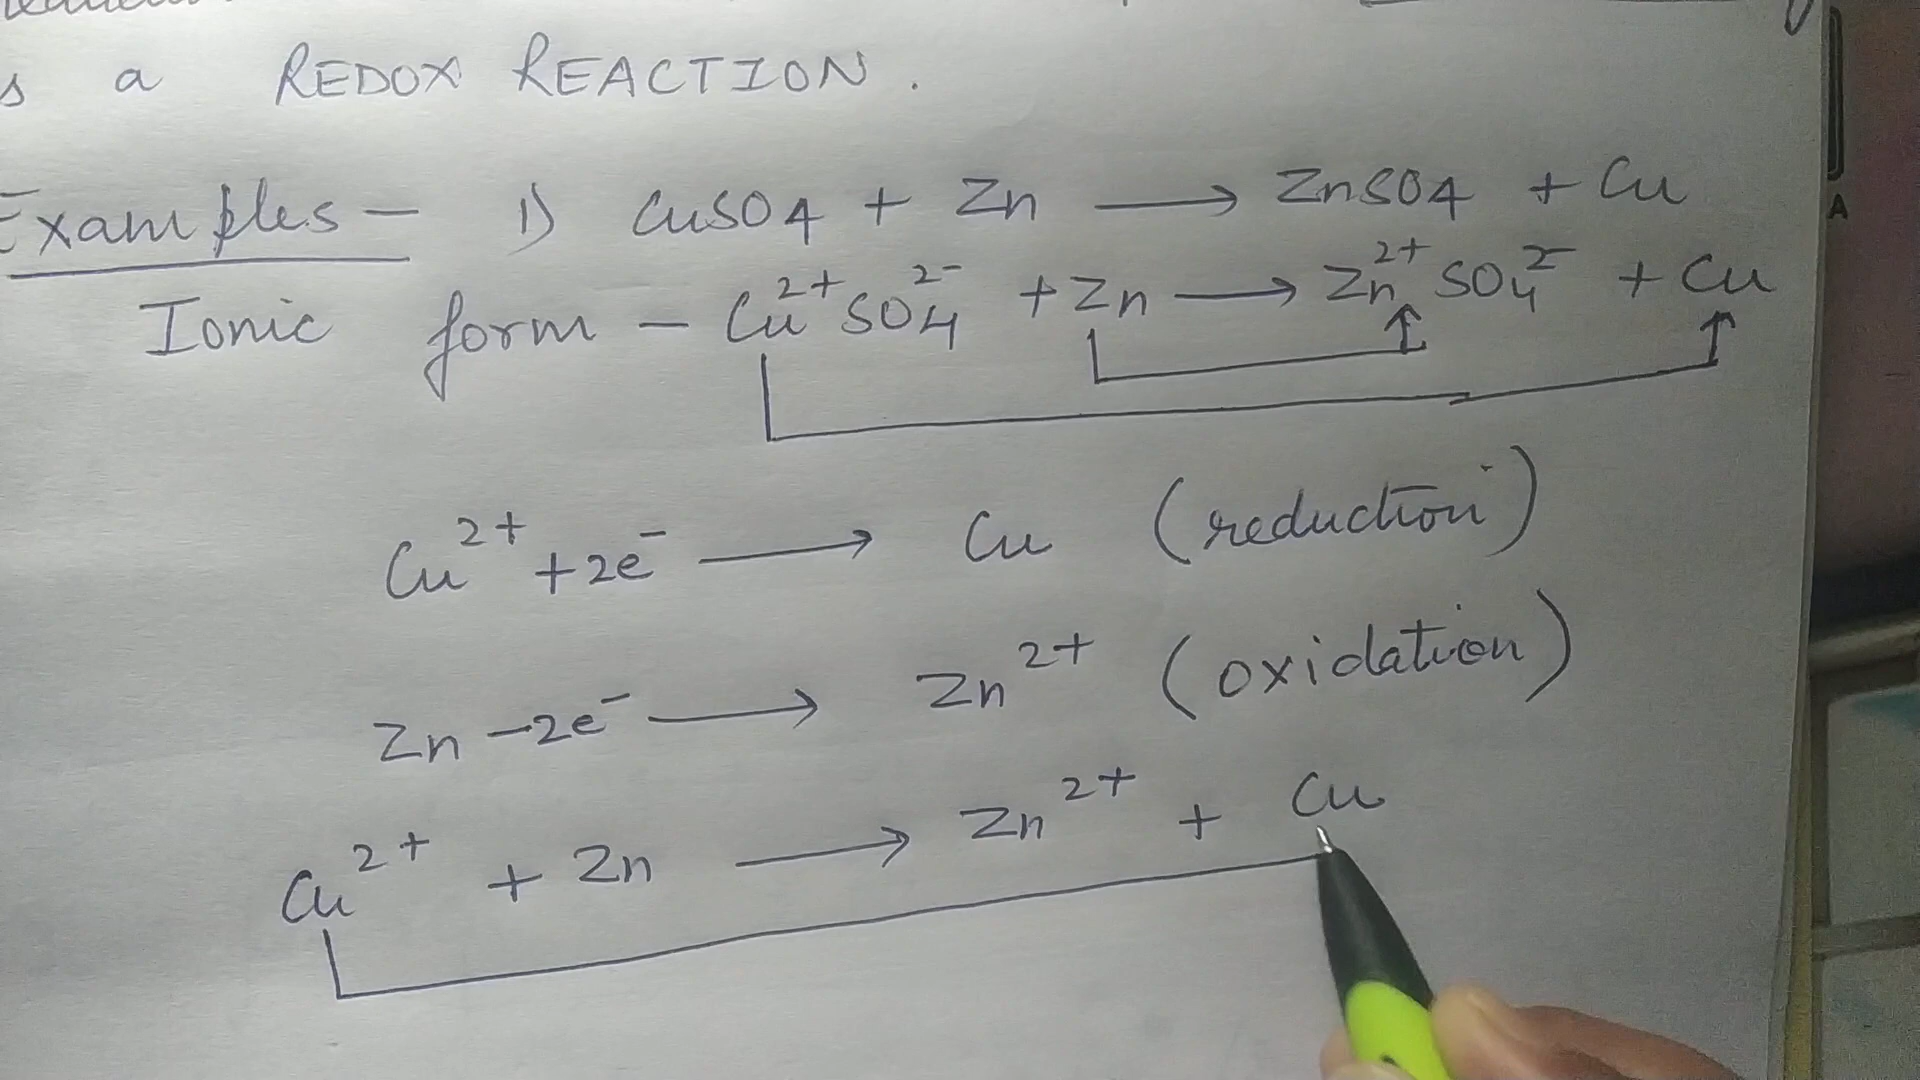 s a REDOX REACTION.
Examples — 1) CuSO4 + Zn ⟶ ZnSO4 + Cu
Ionic form — Cu²⁺SO₄²⁻ + Zn ⟶ Zn²⁺SO₄²⁻ + Cu
Cu²⁺ + 2e⁻ ⟶ Cu (reduction)
Zn − 2e⁻ ⟶ Zn²⁺ (oxidation)
Cu²⁺ + Zn ⟶ Zn²⁺ + Cu
A